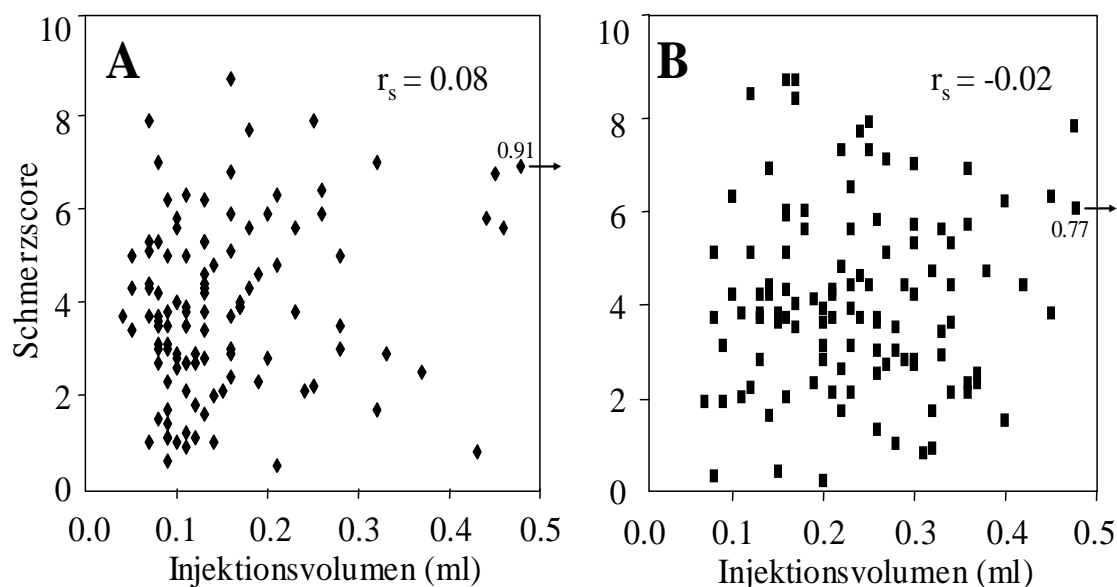 A
r_s = 0.08
0.91
10
8
6
4
2
0
Schmerzscore
0.0 0.1 0.2 0.3 0.4 0.5
Injektionsvolumen (ml)
B
r_s = -0.02
0.77
10
8
6
4
2
0
0.0 0.1 0.2 0.3 0.4 0.5
Injektionsvolumen (ml)